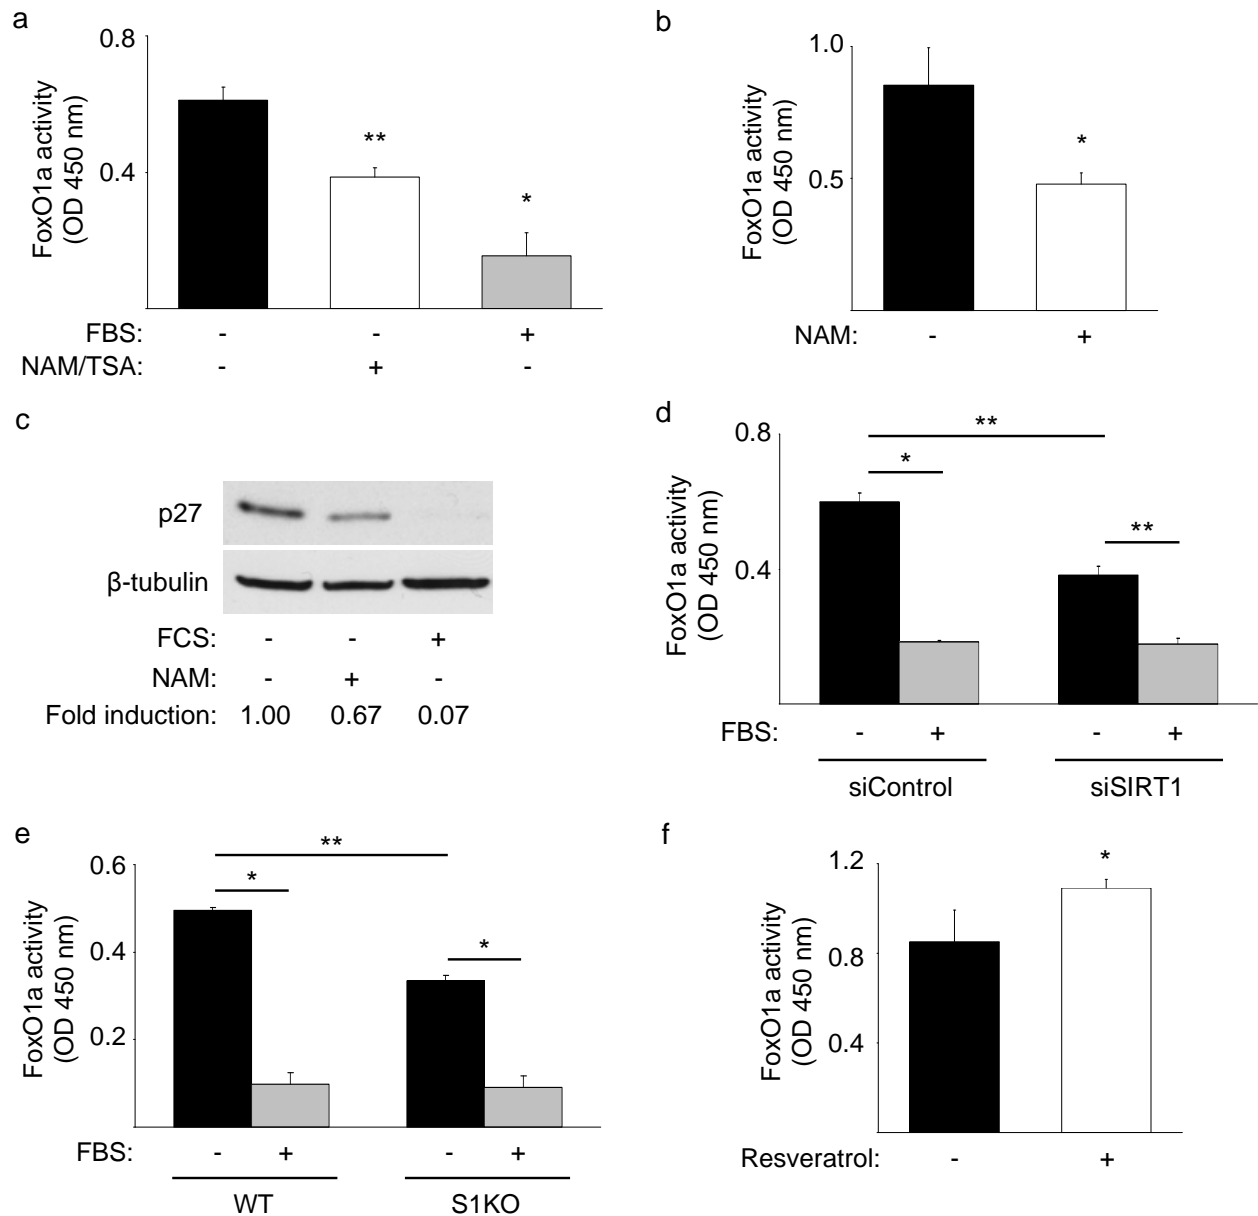 a
0.8
0.4
FoxO1a activity
(OD 450 nm)
**
*
FBS: - - +
NAM/TSA: - + -
b
1.0
0.5
FoxO1a activity
(OD 450 nm)
*
NAM: - +
c
p27
β-tubulin
FCS: - - +
NAM: - + -
Fold induction: 1.00 0.67 0.07
d
0.8
0.4
FoxO1a activity
(OD 450 nm)
**
*
**
FBS: - + - +
siControl siSIRT1
e
0.6
0.4
0.2
FoxO1a activity
(OD 450 nm)
**
*
*
FBS: - + - +
WT S1KO
f
1.2
0.8
0.4
FoxO1a activity
(OD 450 nm)
*
Resveratrol: - +